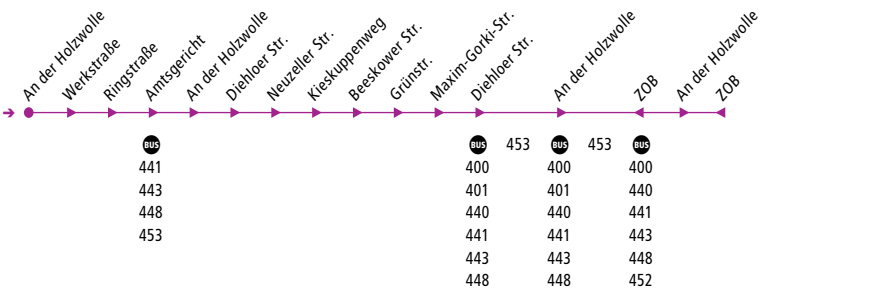 An der Holzwolle
Werkstraße
Ringstraße
Amtsgericht
An der Holzwolle
Diehloer Str.
Neuzeller Str.
Kieskuppenweg
Beeskower Str.
Grünstr.
Maxim-Gorki-Str.
Diehloer Str.
An der Holzwolle
ZOB
An der Holzwolle
ZOB
BUS BUS 453 BUS 453 BUS
441 400 400 400
443 401 401 440
448 440 440 441
453 441 441 443
443 443 448
448 448 452